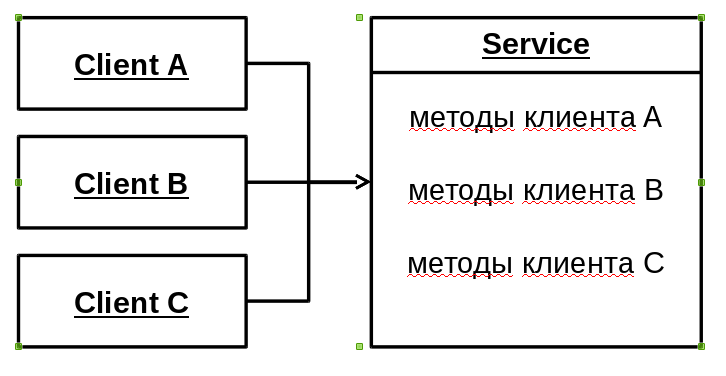 Client A
Client B
Client C
Service
методы клиента A
методы клиента B
методы клиента C